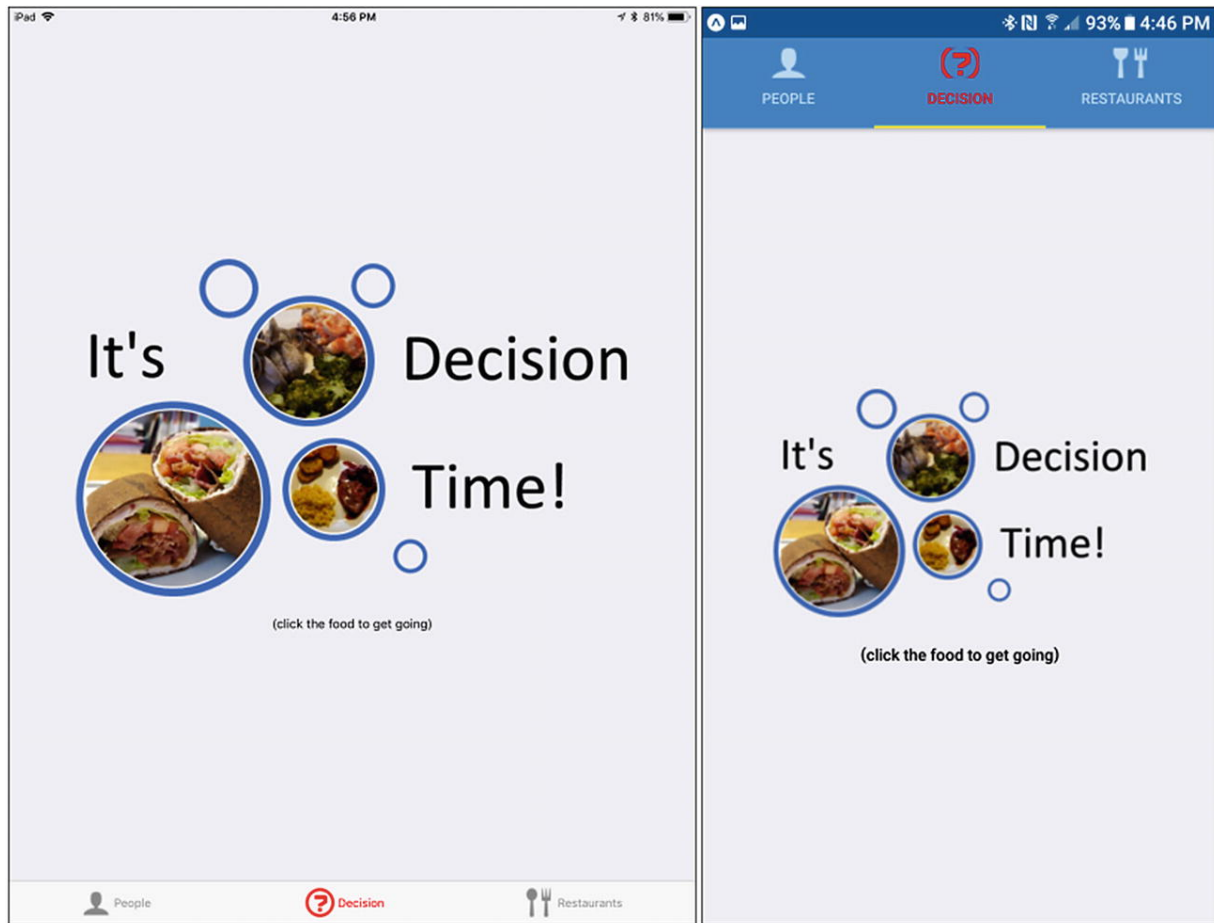 iPad 4:56 PM 81%
It's Decision
Time!
(click the food to get going)
People Decision Restaurants
93% 4:46 PM
PEOPLE DECISION RESTAURANTS
It's Decision
Time!
(click the food to get going)